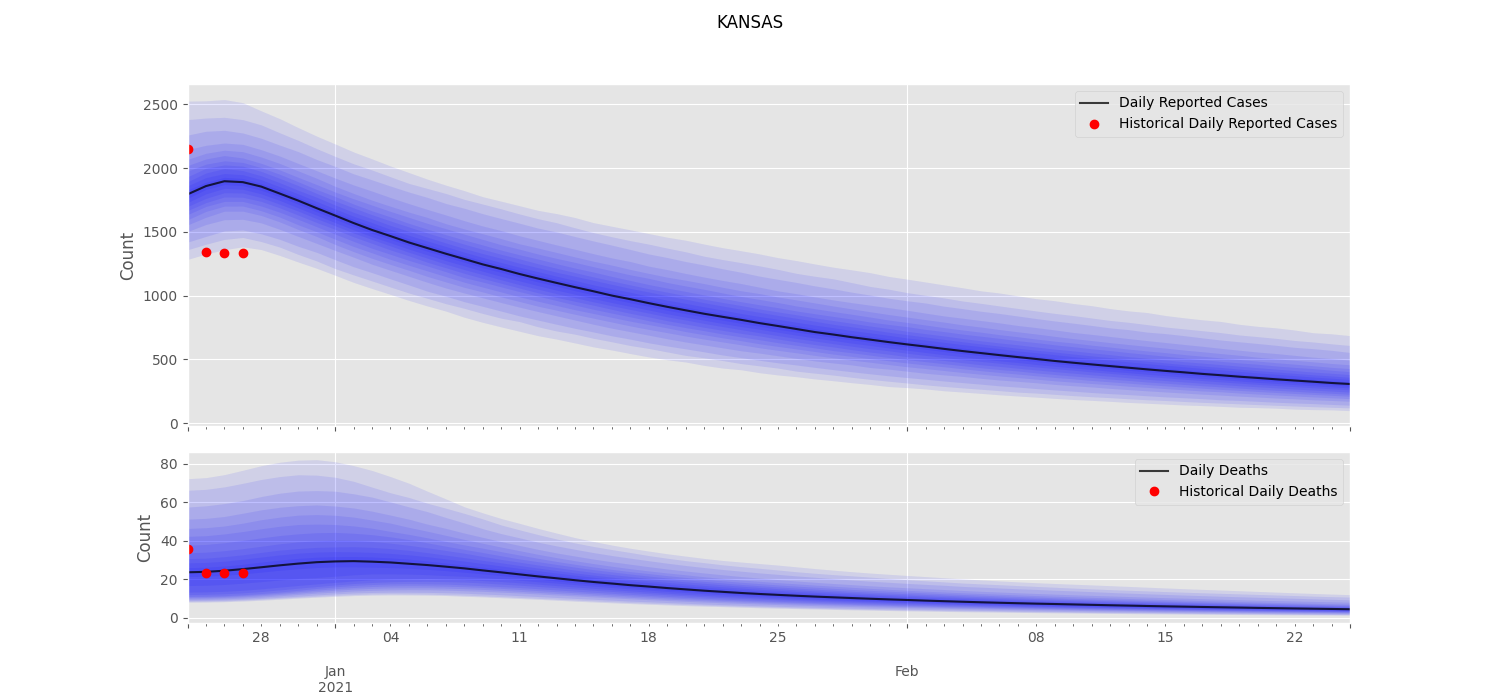 KANSAS
Daily Reported Cases
Historical Daily Reported Cases
2500
2000
1500
1000
500
0
Count
Daily Deaths
Historical Daily Deaths
80
60
40
20
0
Count
28 04 11 18 25 08 15 22
Jan Feb
2021